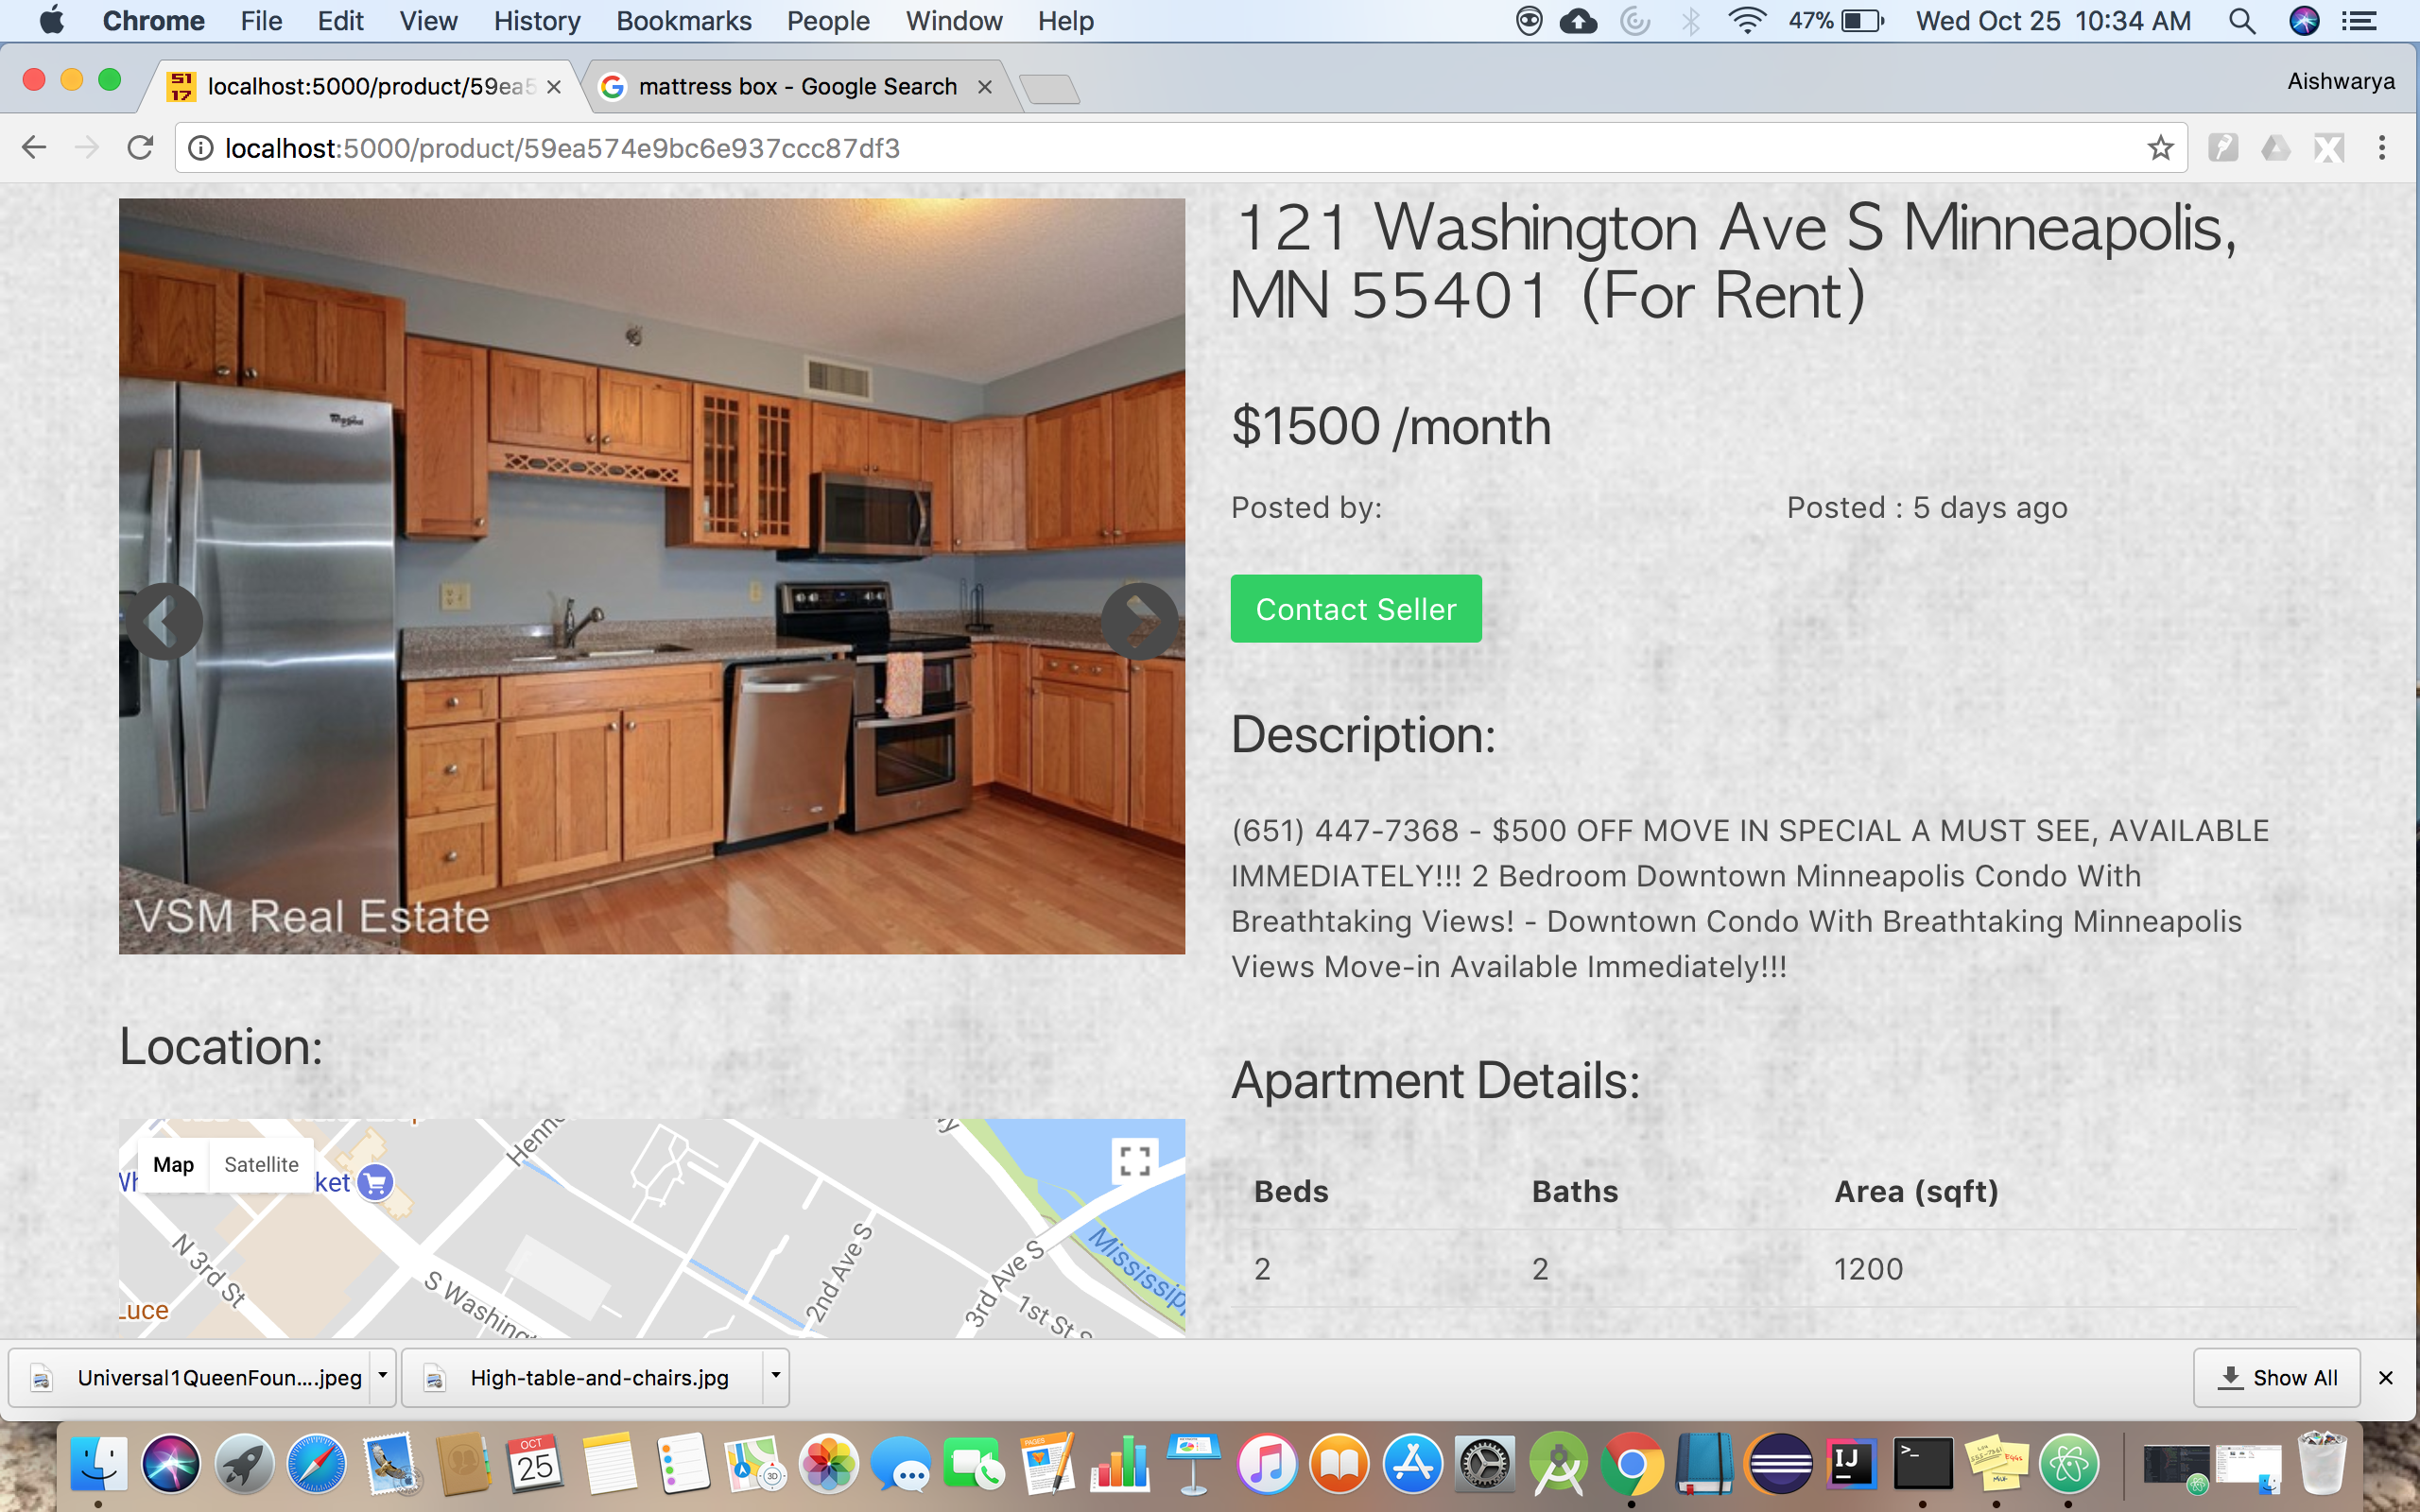 Chrome File Edit View History Bookmarks People Window Help 47% Wed Oct 25 10:34 AM
localhost:5000/product/59ea5 mattress box - Google Search Aishwarya
localhost:5000/product/59ea574e9bc6e937ccc87df3
121 Washington Ave S Minneapolis,
MN 55401 (For Rent)
$1500 /month
Posted by: Posted : 5 days ago
Contact Seller
Description:
(651) 447-7368 - $500 OFF MOVE IN SPECIAL A MUST SEE, AVAILABLE
IMMEDIATELY!!! 2 Bedroom Downtown Minneapolis Condo With
Breathtaking Views! - Downtown Condo With Breathtaking Minneapolis
Views Move-in Available Immediately!!!
Apartment Details:
Beds Baths Area (sqft)
2 2 1200
Whirlpool
VSM Real Estate
Location:
Map Satellite
ket
Henn
N 3rd St
S Washing
2nd Ave S
3rd Ave S
1st St S
Mississip
Luce
Universal1QueenFoun....jpeg High-table-and-chairs.jpg Show All
OCT
25
PAGES
3D
IJ
>_